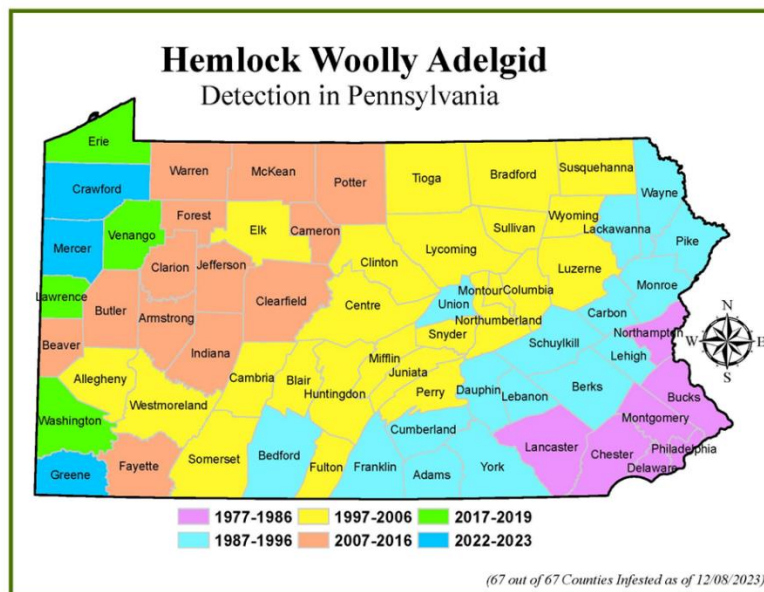 Hemlock Woolly Adelgid
Detection in Pennsylvania
Erie
Crawford
Warren
McKean
Potter
Tioga
Bradford
Susquehanna
Wayne
Mercer
Venango
Forest
Elk
Cameron
Sullivan
Wyoming
Lackawanna
Pike
Clarion
Jefferson
Clinton
Lycoming
Luzerne
Lawrence
Butler
Armstrong
Clearfield
Centre
Union
Montour
Columbia
Monroe
Carbon
Northumberland
Northampton
Beaver
Indiana
Snyder
Schuylkill
Lehigh
Allegheny
Westmoreland
Cambria
Blair
Huntingdon
Mifflin
Juniata
Perry
Dauphin
Lebanon
Berks
Bucks
Montgomery
Washington
Cumberland
Lancaster
Chester
Philadelphia
Delaware
Greene
Fayette
Somerset
Bedford
Fulton
Franklin
Adams
York
N
W
E
S
1977-1986
1997-2006
2017-2019
1987-1996
2007-2016
2022-2023
(67 out of 67 Counties Infested as of 12/08/2023)